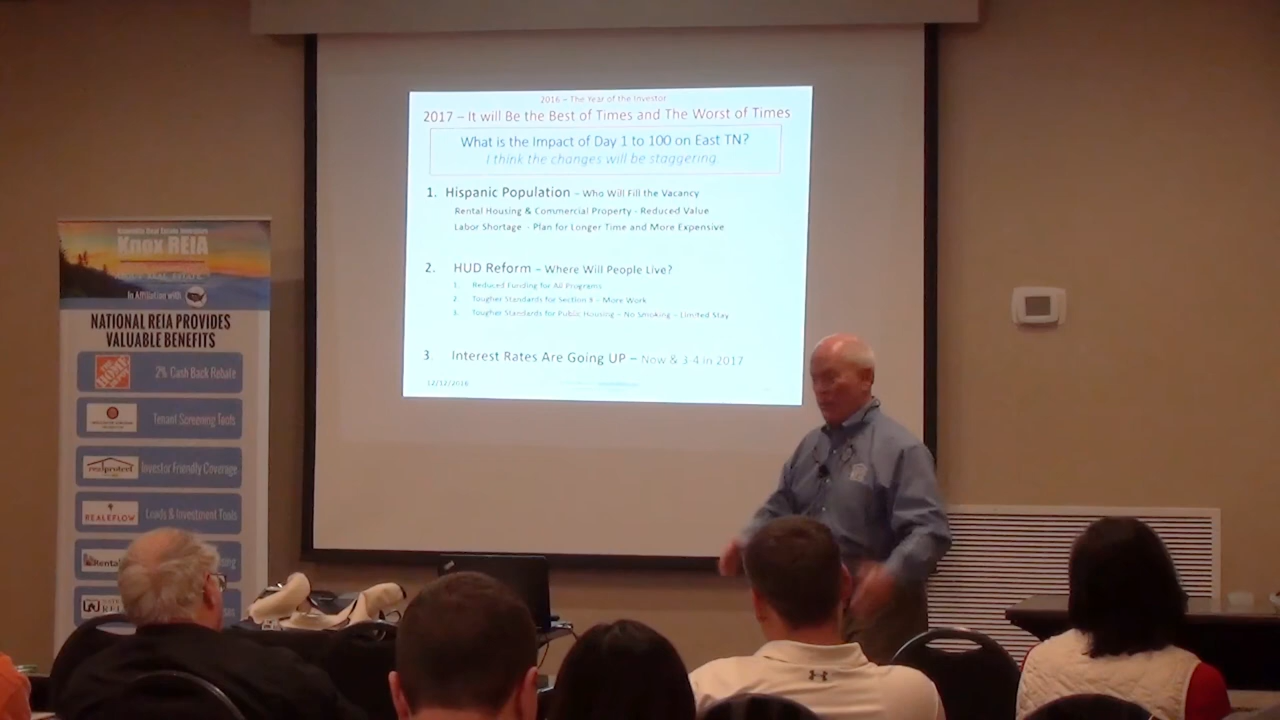 2016 – The Year of the Investor
2017 – It will Be the Best of Times and The Worst of Times
What is the Impact of Day 1 to 100 on East TN?
I think the changes will be staggering.
1. Hispanic Population – Who Will Fill the Vacancy
Rental Housing & Commercial Property - Reduced Value
Labor Shortage - Plan for Longer Time and More Expensive
2. HUD Reform – Where Will People Live?
1. Reduced Funding for All Programs
2. Tougher Standards for Section 8 – More Work
3. Tougher Standards for Public Housing – No Smoking – Limited Stay
3. Interest Rates Are Going UP – Now & 3-4 in 2017
12/12/2016
Knox REIA
In Affiliation with
NATIONAL REIA PROVIDES
VALUABLE BENEFITS
THE HOME DEPOT
2% Cash Back Rebate
Tenant Screening Tools
realprotect
Investor Friendly Coverage
REALEFLOW
Leads & Investment Tools
Rental